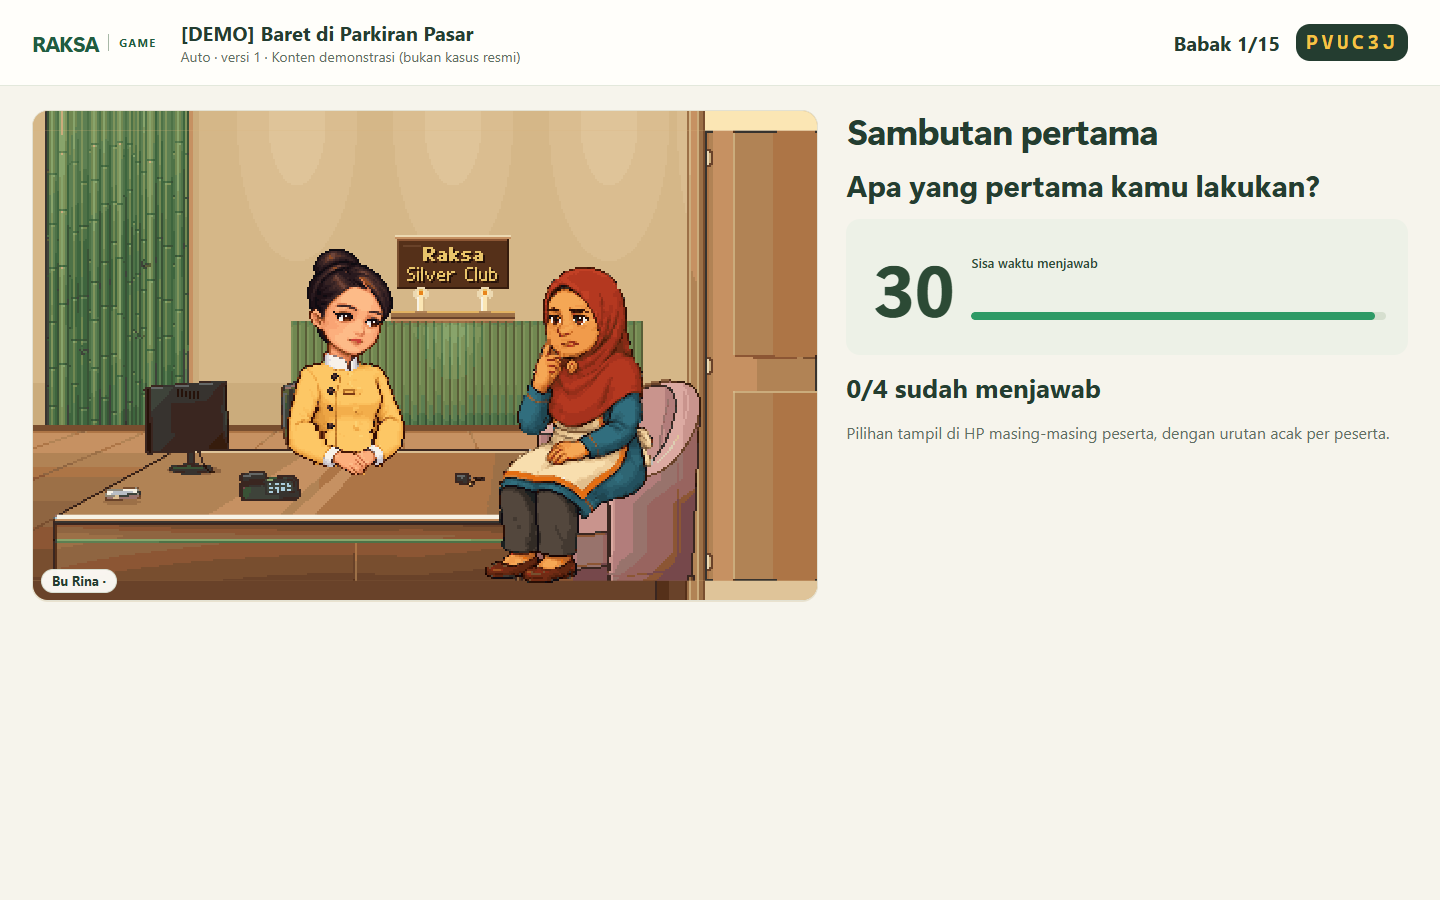 RAKSA GAME
[DEMO] Baret di Parkiran Pasar
Auto · versi 1 · Konten demonstrasi (bukan kasus resmi)
Babak 1/15
PVUC3J
Raksa
Silver Club
Bu Rina ·
Sambutan pertama
Apa yang pertama kamu lakukan?
30
Sisa waktu menjawab
0/4 sudah menjawab
Pilihan tampil di HP masing-masing peserta, dengan urutan acak per peserta.